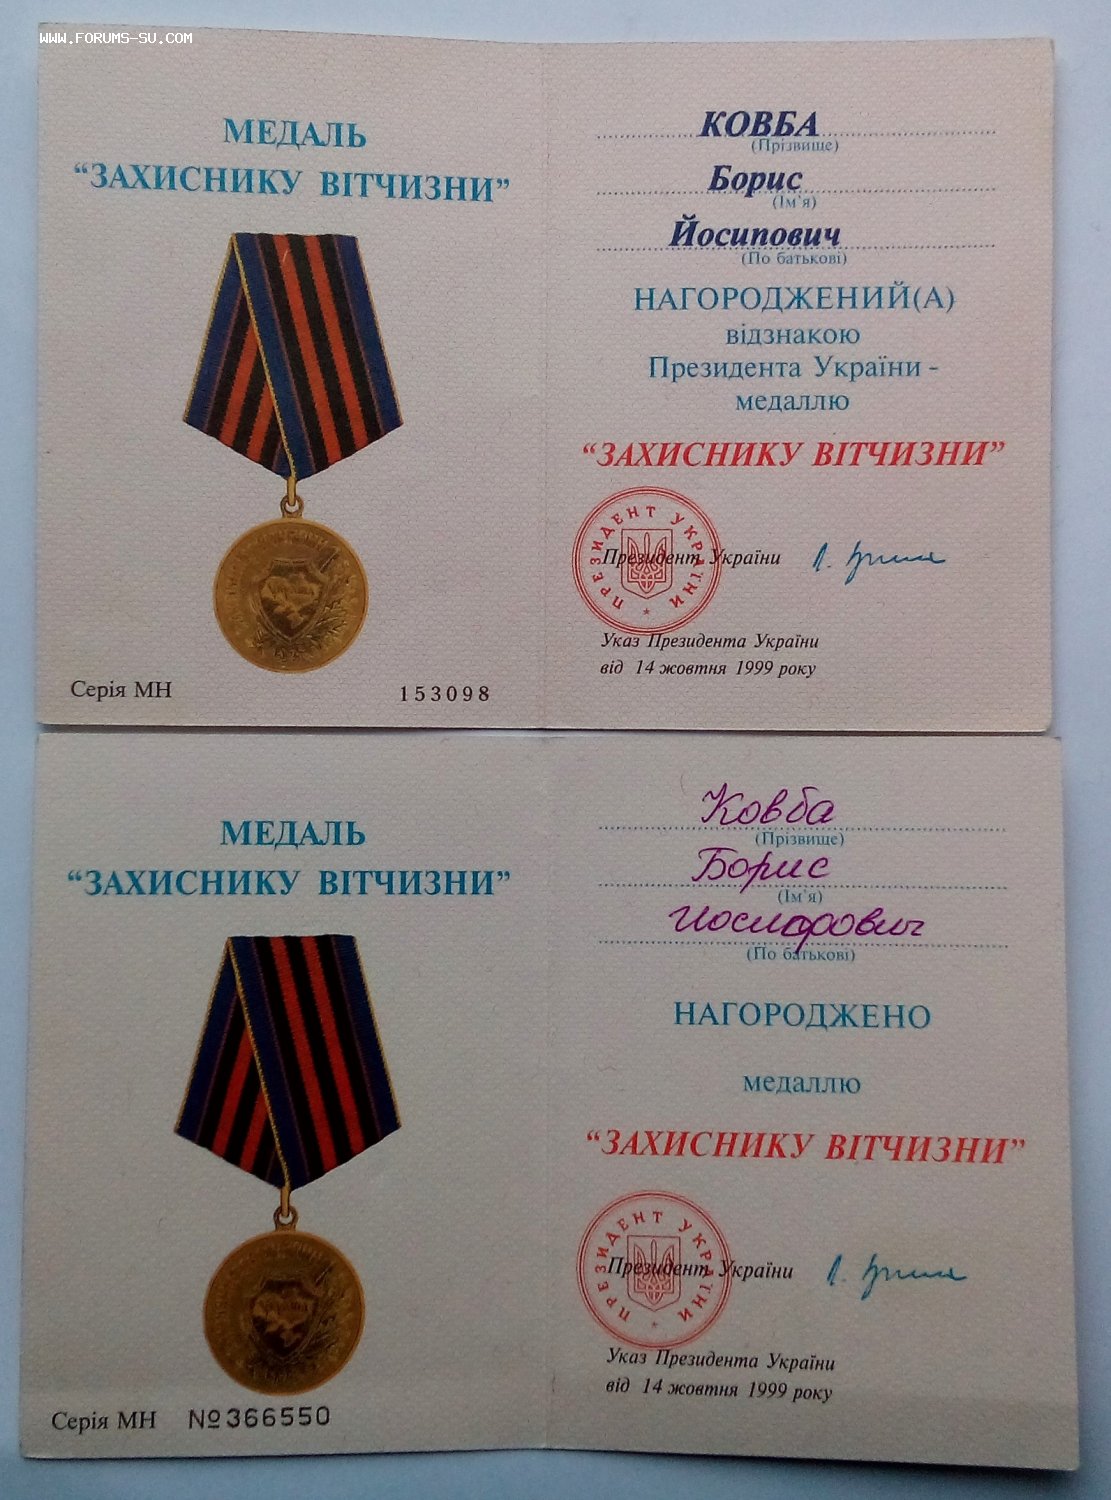 WWW.FORUMS-SU.COM
МЕДАЛЬ
“ЗАХИСНИКУ ВІТЧИЗНИ”
Серія МН 153098
КОВБА
(Прізвище)
Борис
(Ім'я)
Йосипович
(По батькові)
НАГОРОДЖЕНИЙ(А)
відзнакою
Президента України -
медаллю
“ЗАХИСНИКУ ВІТЧИЗНИ”
ПРЕЗИДЕНТ УКРАЇНИ
Президент України
Указ Президента України
від 14 жовтня 1999 року
МЕДАЛЬ
“ЗАХИСНИКУ ВІТЧИЗНИ”
Серія МН №366550
Ковба
(Прізвище)
Борис
(Ім'я)
(По батькові)
НАГОРОДЖЕНО
медаллю
“ЗАХИСНИКУ ВІТЧИЗНИ”
ПРЕЗИДЕНТ УКРАЇНИ
Президент України
Указ Президента України
від 14 жовтня 1999 року